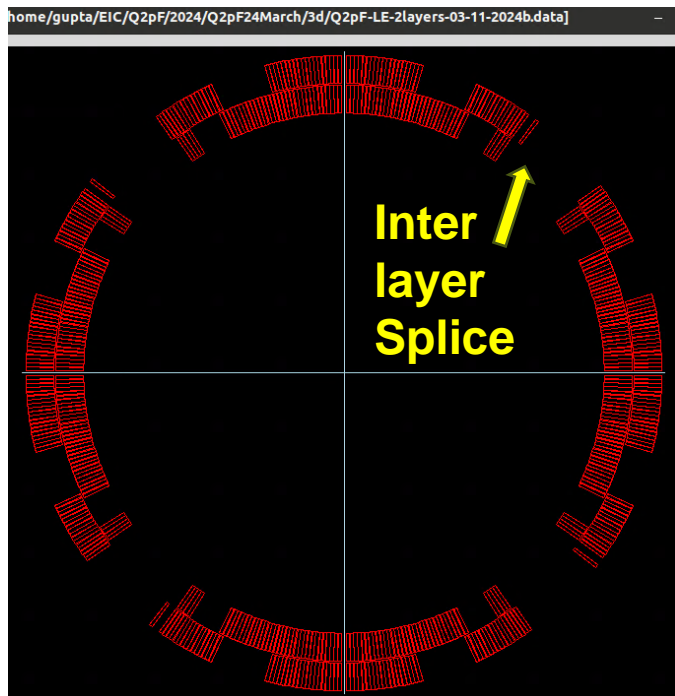 home/gupta/EIC/Q2pF/2024/Q2pF24March/3d/Q2pF-LE-2layers-03-11-2024b.data]
Inter
layer
Splice